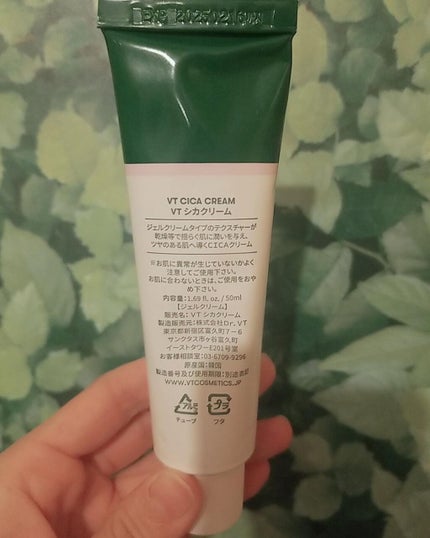 EXP 20251216
VT CICA CREAM
VT シカクリーム
ジェルクリームタイプのテクスチャーが
乾燥等で揺らぐ肌に潤いを与え、
ツヤのある肌へ導くCICAクリーム
※お肌に異常が生じていないかよく
注意してご使用下さい。
お肌に合わないときは、ご使用をおや
め下さい。
内容量:1.69 fl. oz. / 50ml
【ジェルクリーム】
販売名: VT シカクリーム
製造販売元:株式会社Dr. VT
東京都新宿区富久町7-6
サンクタス市ヶ谷富久町
イーストタワーE201号室
お客様相談室:03-6709-9296
原産国:韓国
製造番号及び使用期限:別途表記
WWW.VTCOSMETICS.JP
アルミ プラ
チューブ フタ